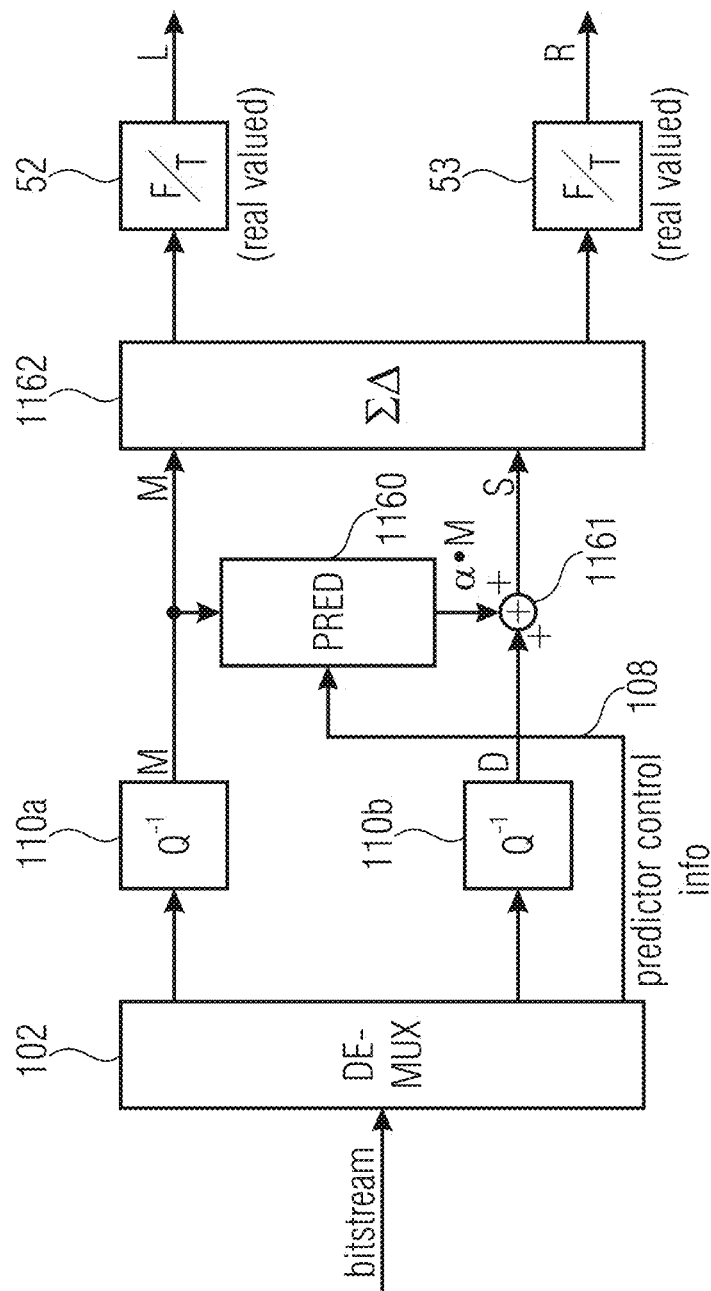 bitstream
102
DE-
MUX
110a
Q⁻¹
M
M
110b
Q⁻¹
D
108
predictor control
info
PRED
1160
α•M
+
+
+
1161
S
1162
ΣΔ
52
F/T
(real valued)
L
53
F/T
(real valued)
R